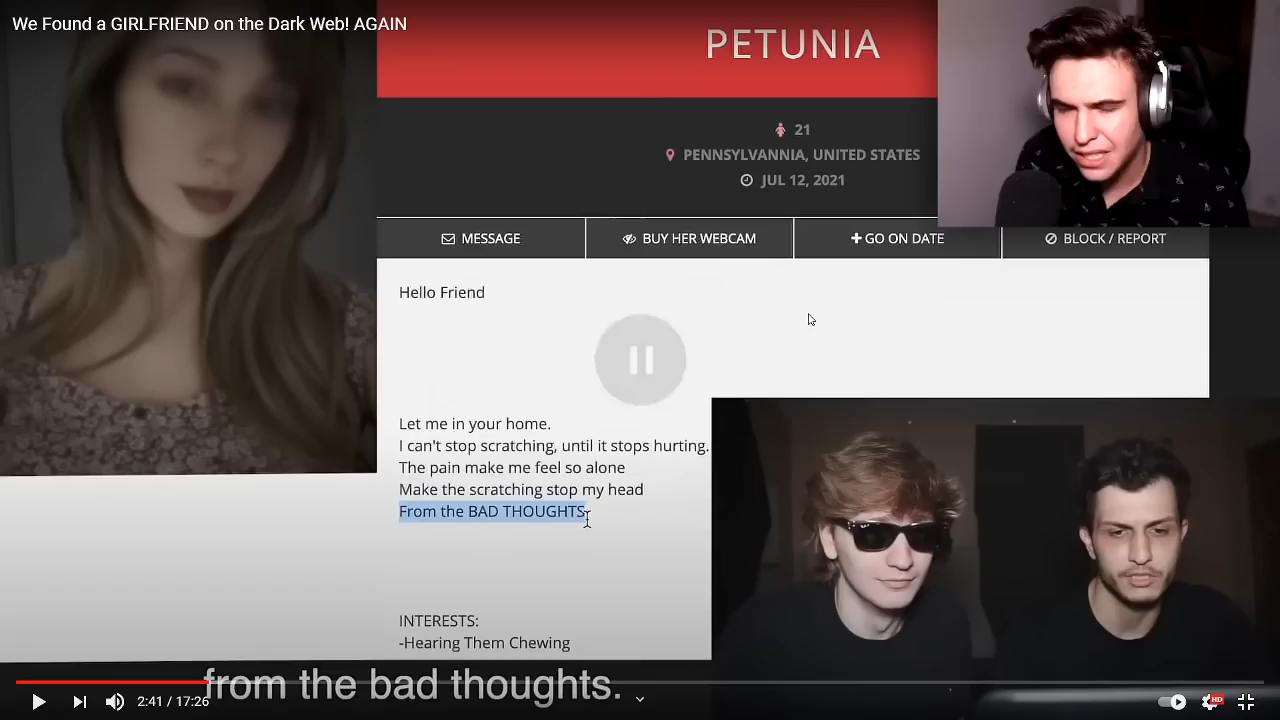 We Found a GIRLFRIEND on the Dark Web! AGAIN
PETUNIA
21
PENNSYLVANNIA, UNITED STATES
JUL 12, 2021
MESSAGE
BUY HER WEBCAM
+GO ON DATE
BLOCK / REPORT
Hello Friend
Let me in your home.
I can't stop scratching, until it stops hurting.
The pain make me feel so alone
Make the scratching stop my head
From the BAD THOUGHTS
INTERESTS:
-Hearing Them Chewing
from the bad thoughts.
2:41 / 17:26
HD